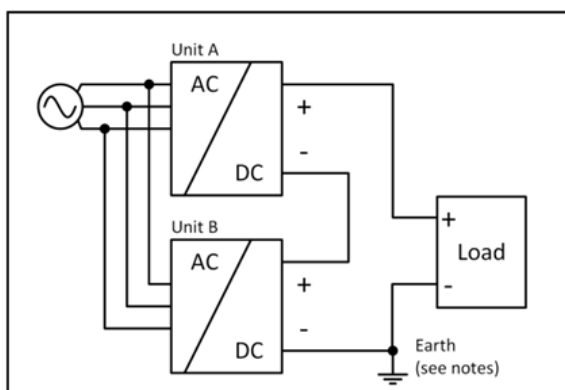 Unit A
AC
+
-
DC
Unit B
AC
+
-
DC
+
Load
-
Earth
(see notes)